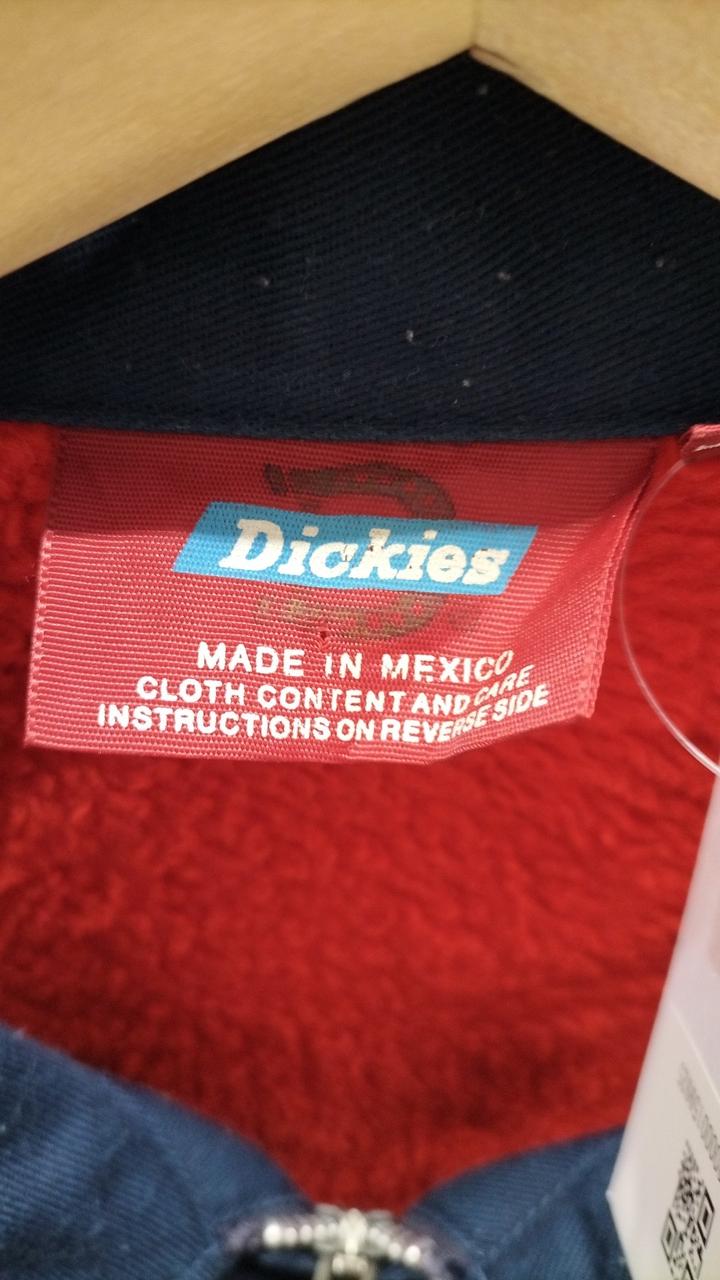 Dickies
MADE IN MEXICO
CLOTH CONTENT AND CARE
INSTRUCTIONS ON REVERSE SIDE